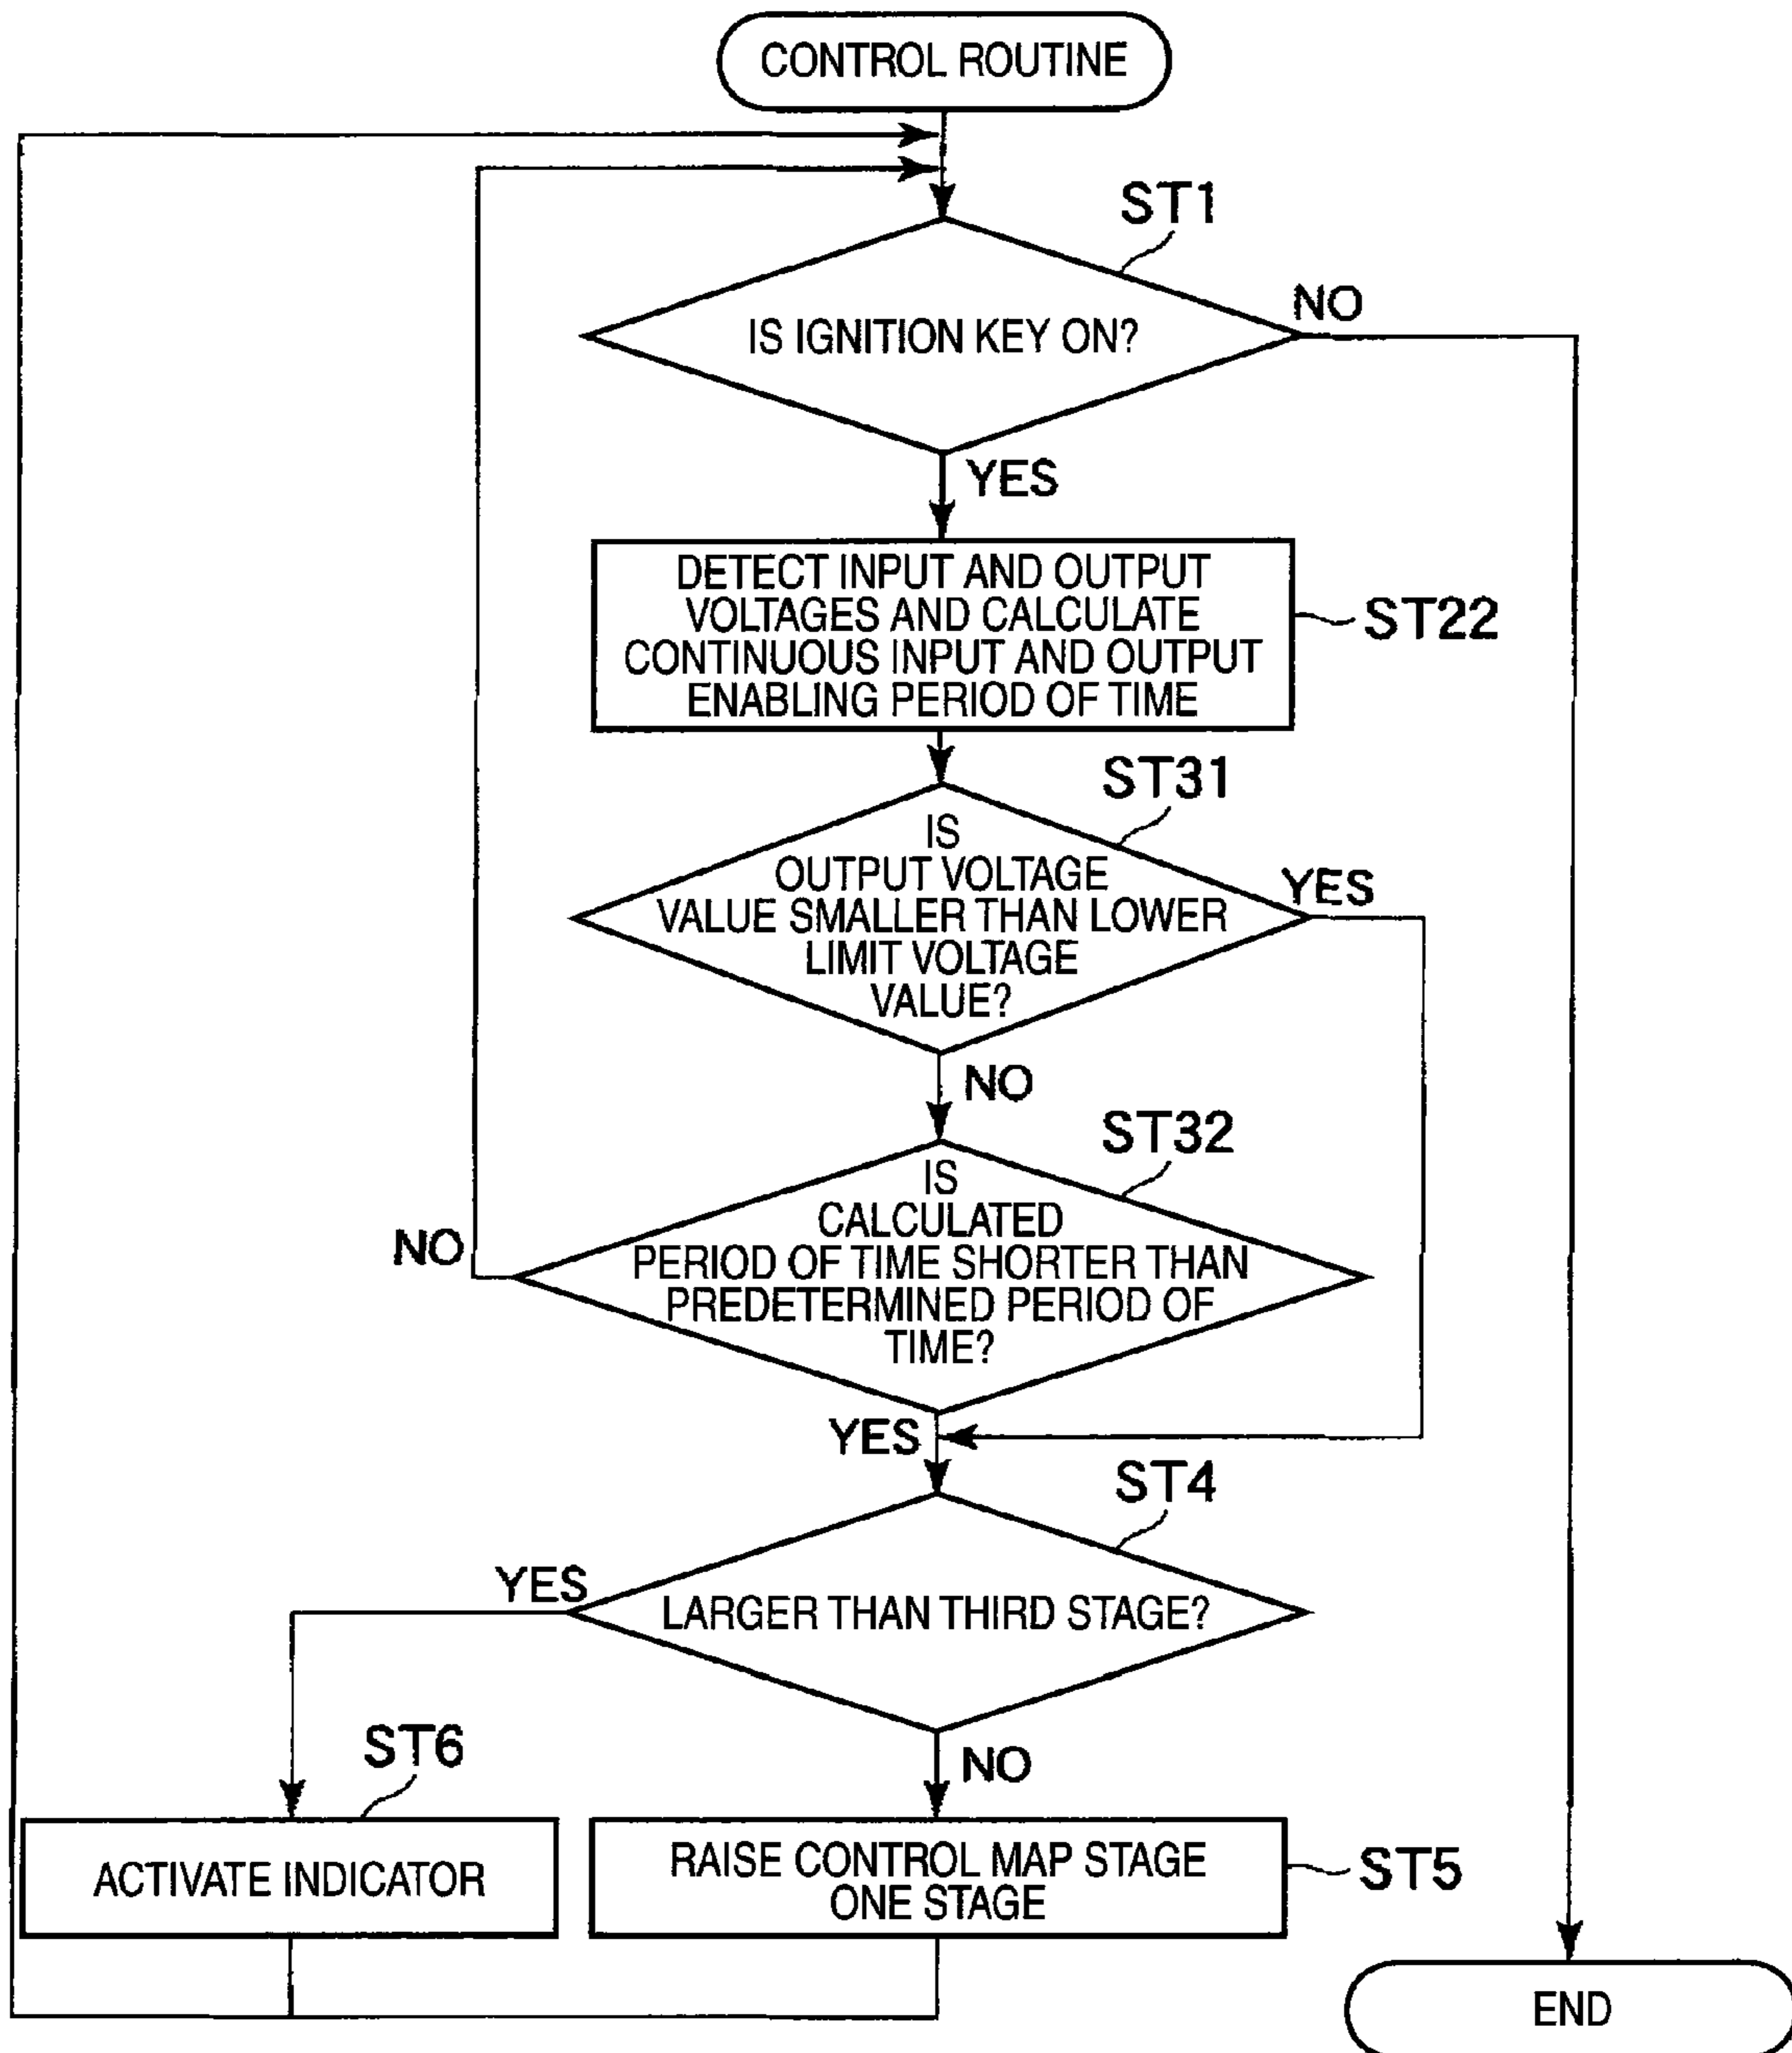 CONTROL ROUTINE
ST1
NO
IS IGNITION KEY ON?
YES
DETECT INPUT AND OUTPUT
VOLTAGES AND CALCULATE
CONTINUOUS INPUT AND OUTPUT
ENABLING PERIOD OF TIME
ST22
ST31
IS
OUTPUT VOLTAGE
VALUE SMALLER THAN LOWER
LIMIT VOLTAGE
VALUE?
YES
NO
ST32
IS
CALCULATED
PERIOD OF TIME SHORTER THAN
PREDETERMINED PERIOD OF
TIME?
NO
YES
ST4
YES
LARGER THAN THIRD STAGE?
ST6
NO
ACTIVATE INDICATOR
RAISE CONTROL MAP STAGE
ONE STAGE
ST5
END